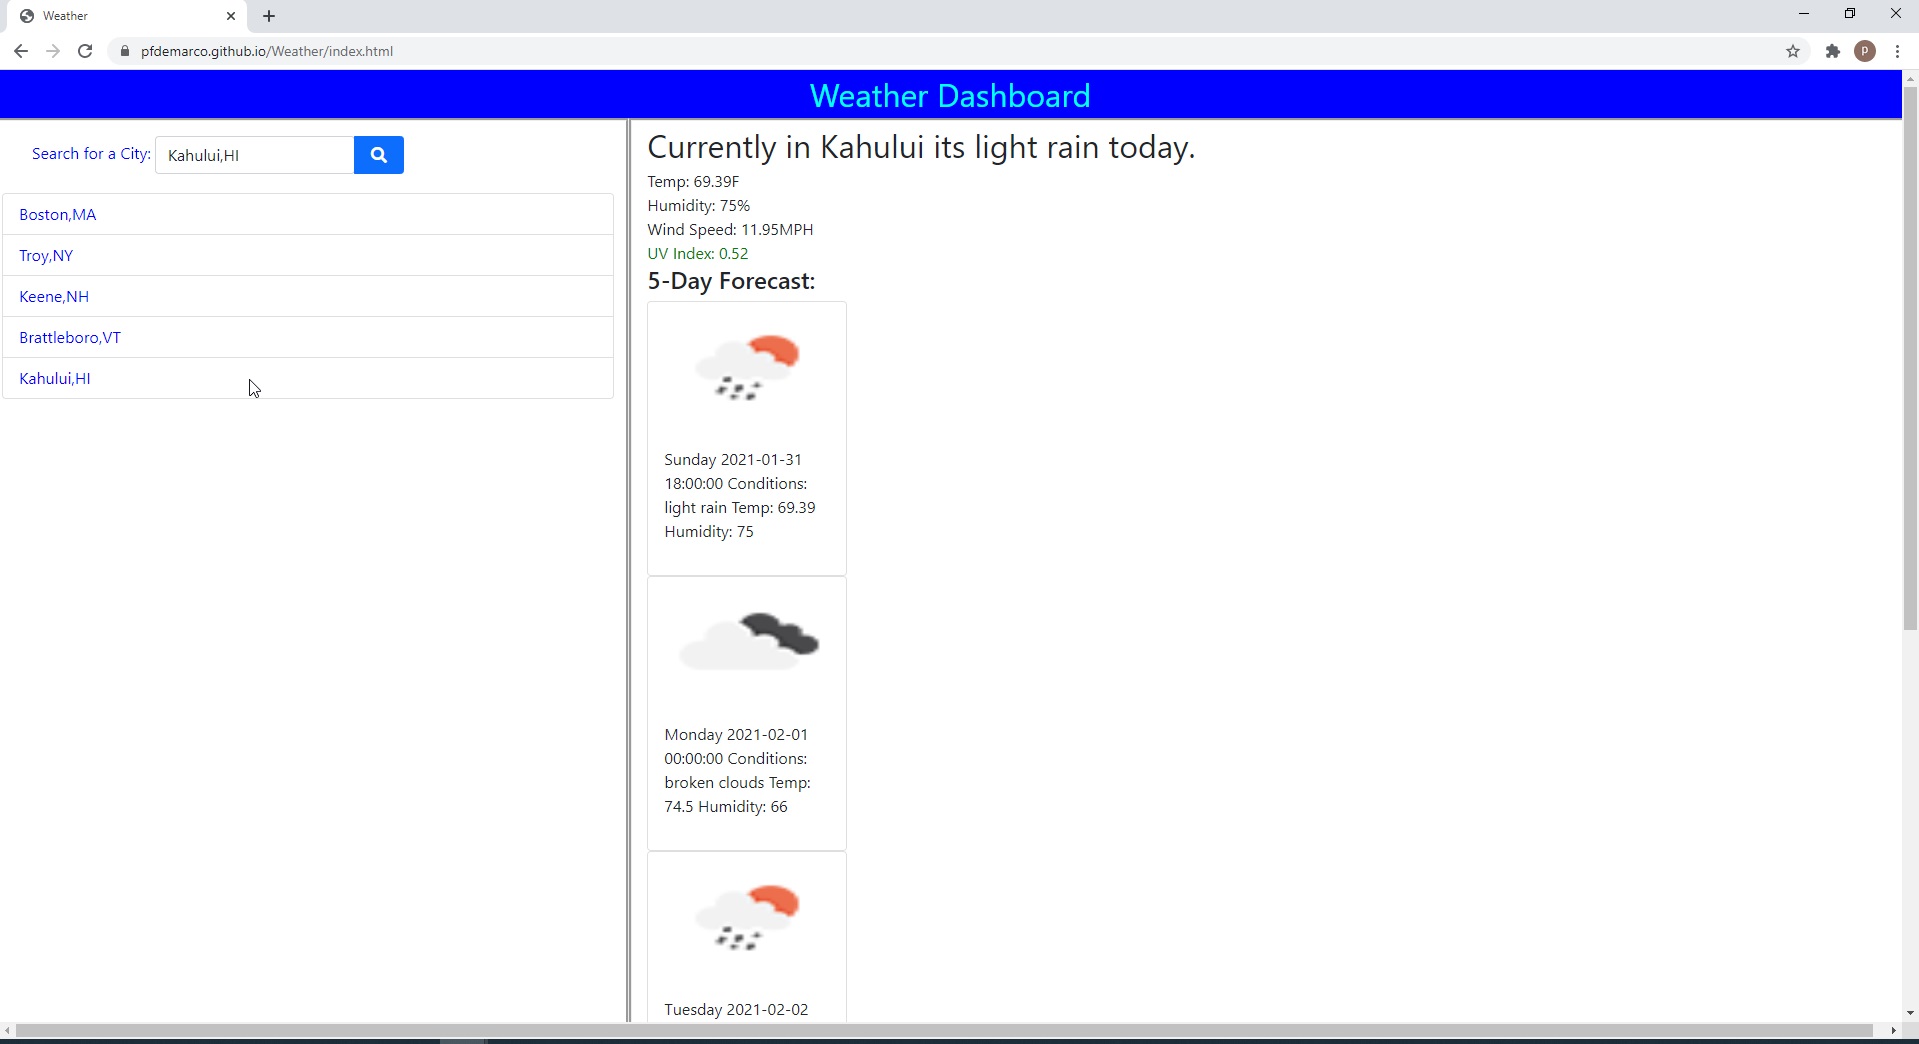 Weather
pfdemarco.github.io/Weather/index.html
P
Weather Dashboard
Search for a City:
Kahului,HI
Boston,MA
Troy,NY
Keene,NH
Brattleboro,VT
Kahului,HI
Currently in Kahului its light rain today.
Temp: 69.39F
Humidity: 75%
Wind Speed: 11.95MPH
UV Index: 0.52
5-Day Forecast:
Sunday 2021-01-31
18:00:00 Conditions:
light rain Temp: 69.39
Humidity: 75
Monday 2021-02-01
00:00:00 Conditions:
broken clouds Temp:
74.5 Humidity: 66
Tuesday 2021-02-02